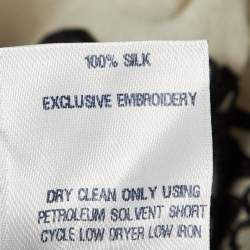 100% SILK
EXCLUSIVE EMBROIDERY
DRY CLEAN ONLY USING
PETROLEUM SOLVENT SHORT
CYCLE LOW DRYER LOW IRON